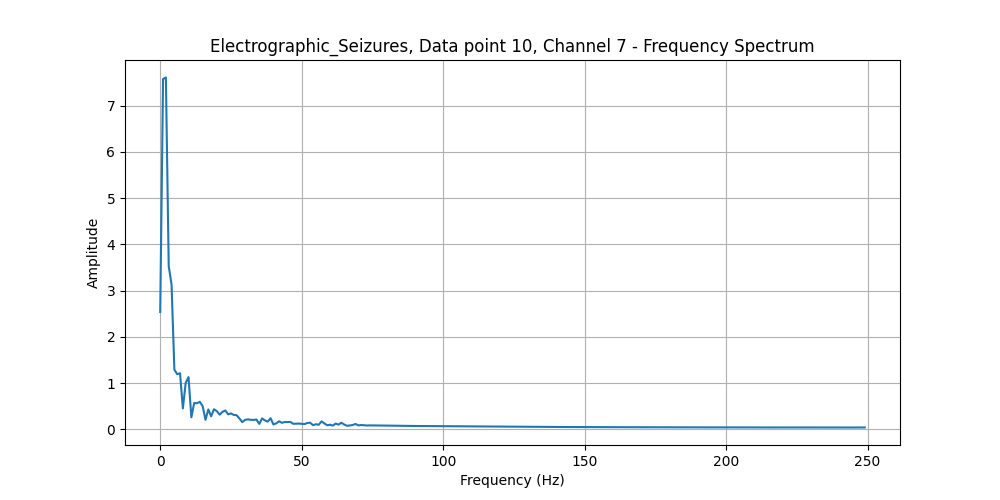 Electrographic_Seizures, Data point 10, Channel 7 - Frequency Spectrum
Amplitude
7
6
5
4
3
2
1
0
0 50 100 150 200 250
Frequency (Hz)